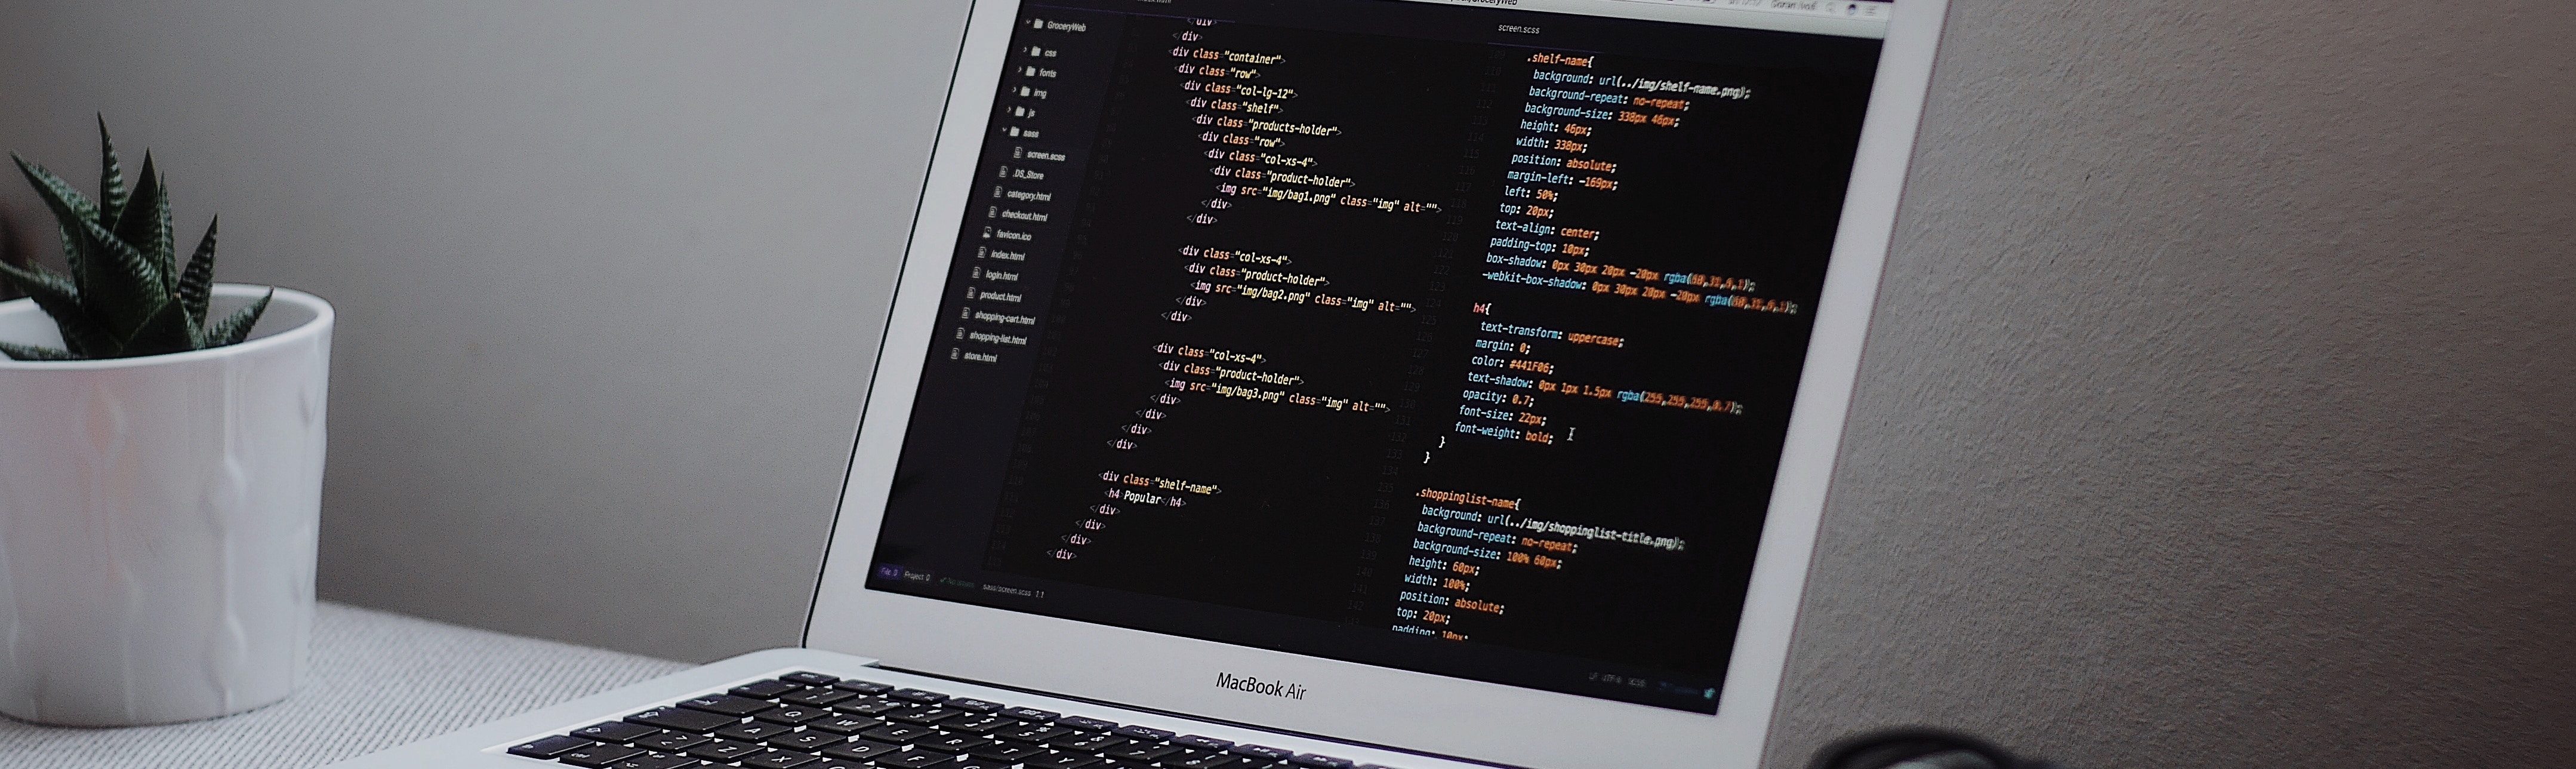 GroceryWeb
css
fonts
img
js
sass
screen.scss
.DS_Store
category.html
checkout.html
favicon.ico
index.html
login.html
product.html
shopping-cart.html
shopping-list.html
store.html
</div>
</div>
<div class="container">
<div class="row">
<div class="col-lg-12">
<div class="shelf">
<div class="products-holder">
<div class="row">
<div class="col-xs-4">
<div class="product-holder">
<img src="img/bag1.png" class="img" alt="">
</div>
</div>
<div class="col-xs-4">
<div class="product-holder">
<img src="img/bag2.png" class="img" alt="">
</div>
</div>
<div class="col-xs-4">
<div class="product-holder">
<img src="img/bag3.png" class="img" alt="">
</div>
</div>
</div>
</div>
<div class="shelf-name">
<h4>Popular</h4>
</div>
</div>
</div>
</div>
screen.scss
.shelf-name{
background: url(../img/shelf-name.png);
background-repeat: no-repeat;
background-size: 338px 46px;
height: 46px;
width: 338px;
position: absolute;
margin-left: -169px;
left: 50%;
top: 20px;
text-align: center;
padding-top: 10px;
box-shadow: 0px 30px 20px -20px rgba(60,31,6,1);
-webkit-box-shadow: 0px 30px 20px -20px rgba(60,31,6,1);
h4{
text-transform: uppercase;
margin: 0;
color: #441F06;
text-shadow: 0px 1px 1.5px rgba(255,255,255,0.7);
opacity: 0.7;
font-size: 22px;
font-weight: bold;
}
}
.shoppinglist-name{
background: url(../img/shoppinglist-title.png);
background-repeat: no-repeat;
background-size: 100% 60px;
height: 60px;
width: 100%;
position: absolute;
top: 20px;
padding: 10px;
File 0 Project 0 sass/screen.scss 1:1
MacBook Air
Q W E R T Y
A S D F
Z X